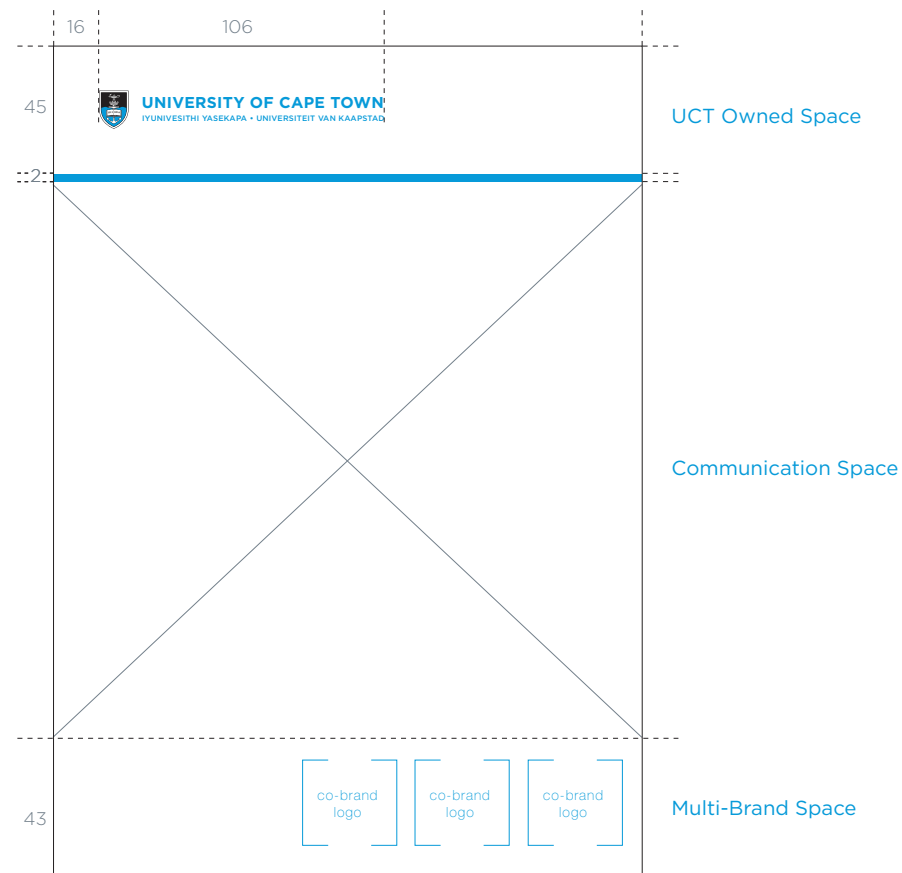 16
106
45
UNIVERSITY OF CAPE TOWN
IYUNIVESITHI YASEKAPA • UNIVERSITEIT VAN KAAPSTAD
UCT Owned Space
2
Communication Space
co-brand
logo
co-brand
logo
co-brand
logo
Multi-Brand Space
43